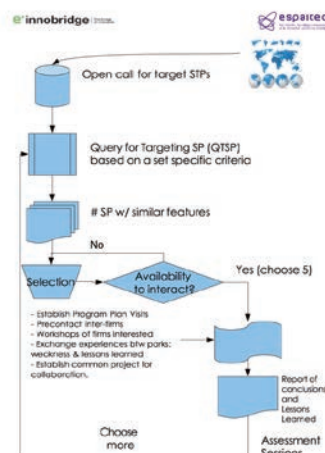 innobridge
espaitec
Open call for target STPs
Query for Targeting SP (QTSP)
based on a set specific criteria
# SP w/ similar features
No
Selection
Availability
to interact?
Yes (choose 5)
- Establish Program Plan Visits
- Precontact inter-firms
- Workshops of firms interested
- Exchange experiences btw parks:
weakness & lessons learned
- Establish common project for
collaboration.
Report of
conclusions
and
Lessons
Learned
Choose
more
Assessment
Services